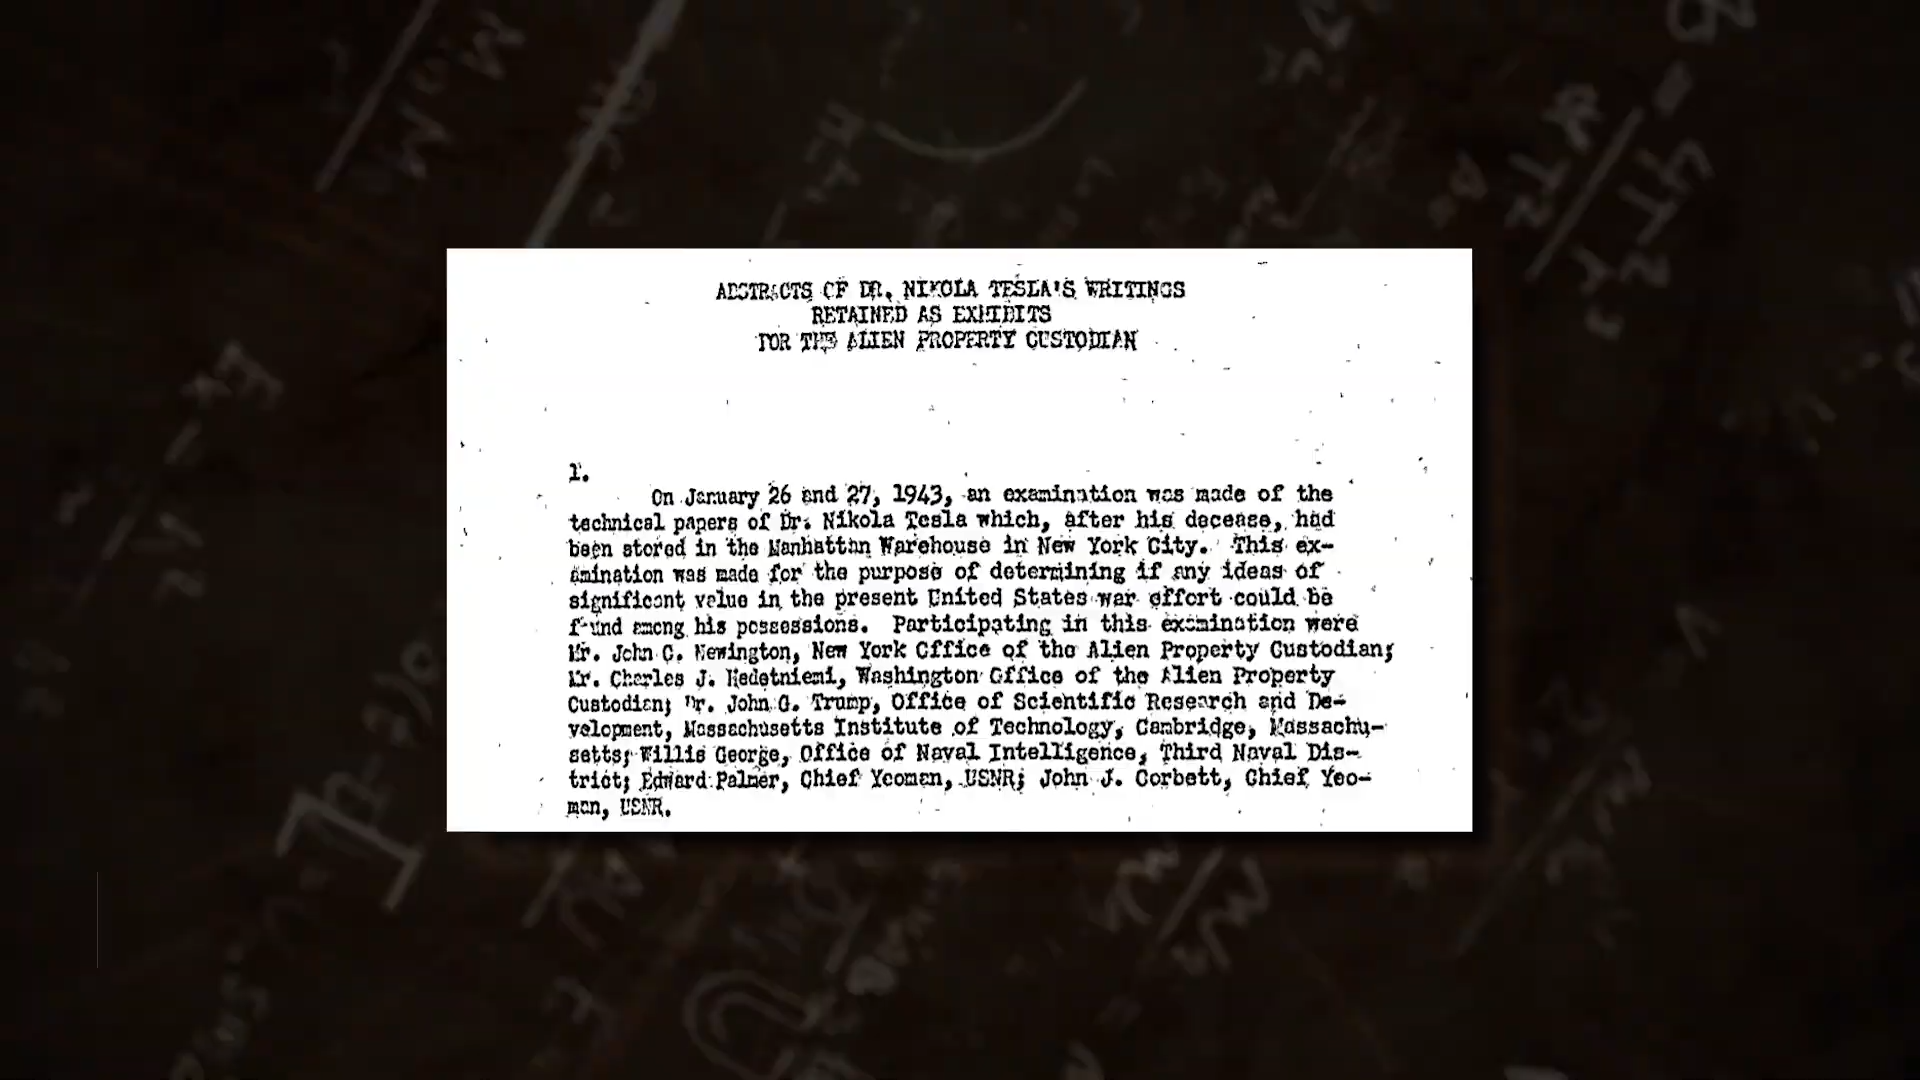 ABSTRACTS OF DR. NIKOLA TESLA'S WRITINGS
RETAINED AS EXHIBITS
FOR THE ALIEN PROPERTY CUSTODIAN
1.
On January 26 and 27, 1943, an examination was made of the
technical papers of Dr. Nikola Tesla which, after his decease, had
been stored in the Manhattan Warehouse in New York City. This ex-
amination was made for the purpose of determining if any ideas of
significant value in the present United States war effort could be
found among his possessions. Participating in this examination were
Mr. John C. Newington, New York Office of the Alien Property Custodian;
Mr. Charles J. Hedetniemi, Washington Office of the Alien Property
Custodian; Dr. John G. Trump, Office of Scientific Research and De-
velopment, Massachusetts Institute of Technology, Cambridge, Massachu-
setts; Willis George, Office of Naval Intelligence, Third Naval Dis-
trict; Edward Palmer, Chief Yeoman, USNR; John J. Corbett, Chief Yeo-
man, USNR.